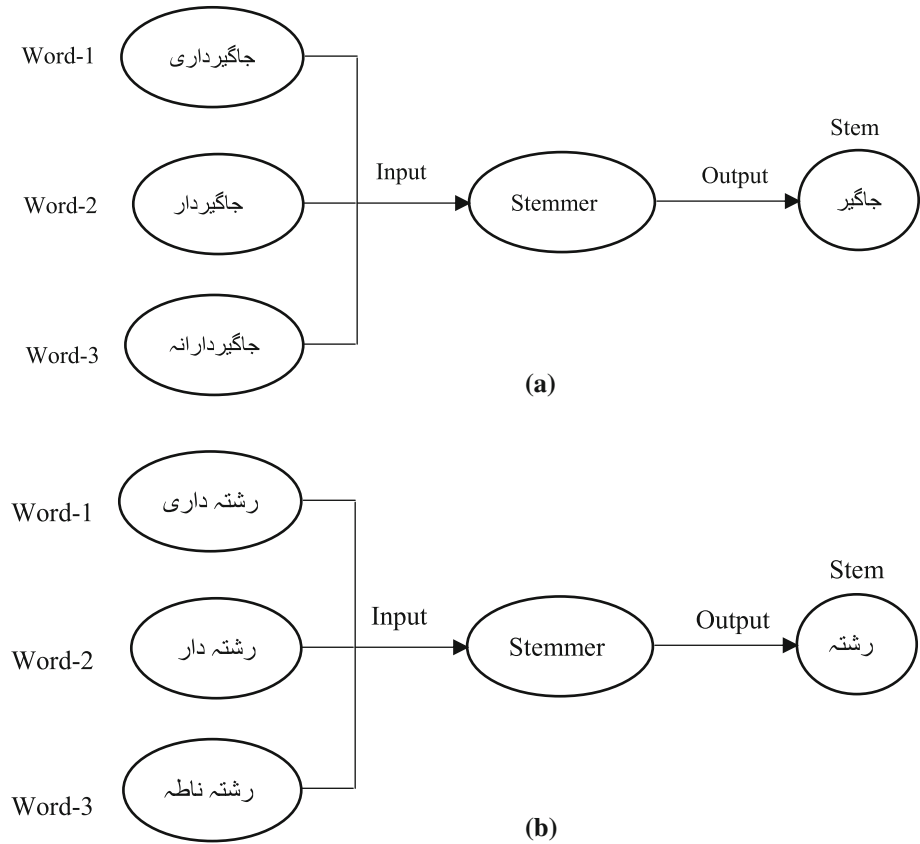 Word-1
جاگیرداری
Word-2
جاگیردار
Word-3
جاگیردارانہ
Input
Stemmer
Output
Stem
جاگیر
(a)
Word-1
رشتہ داری
Word-2
رشتہ دار
Word-3
رشتہ ناطہ
Input
Stemmer
Output
Stem
رشتہ
(b)